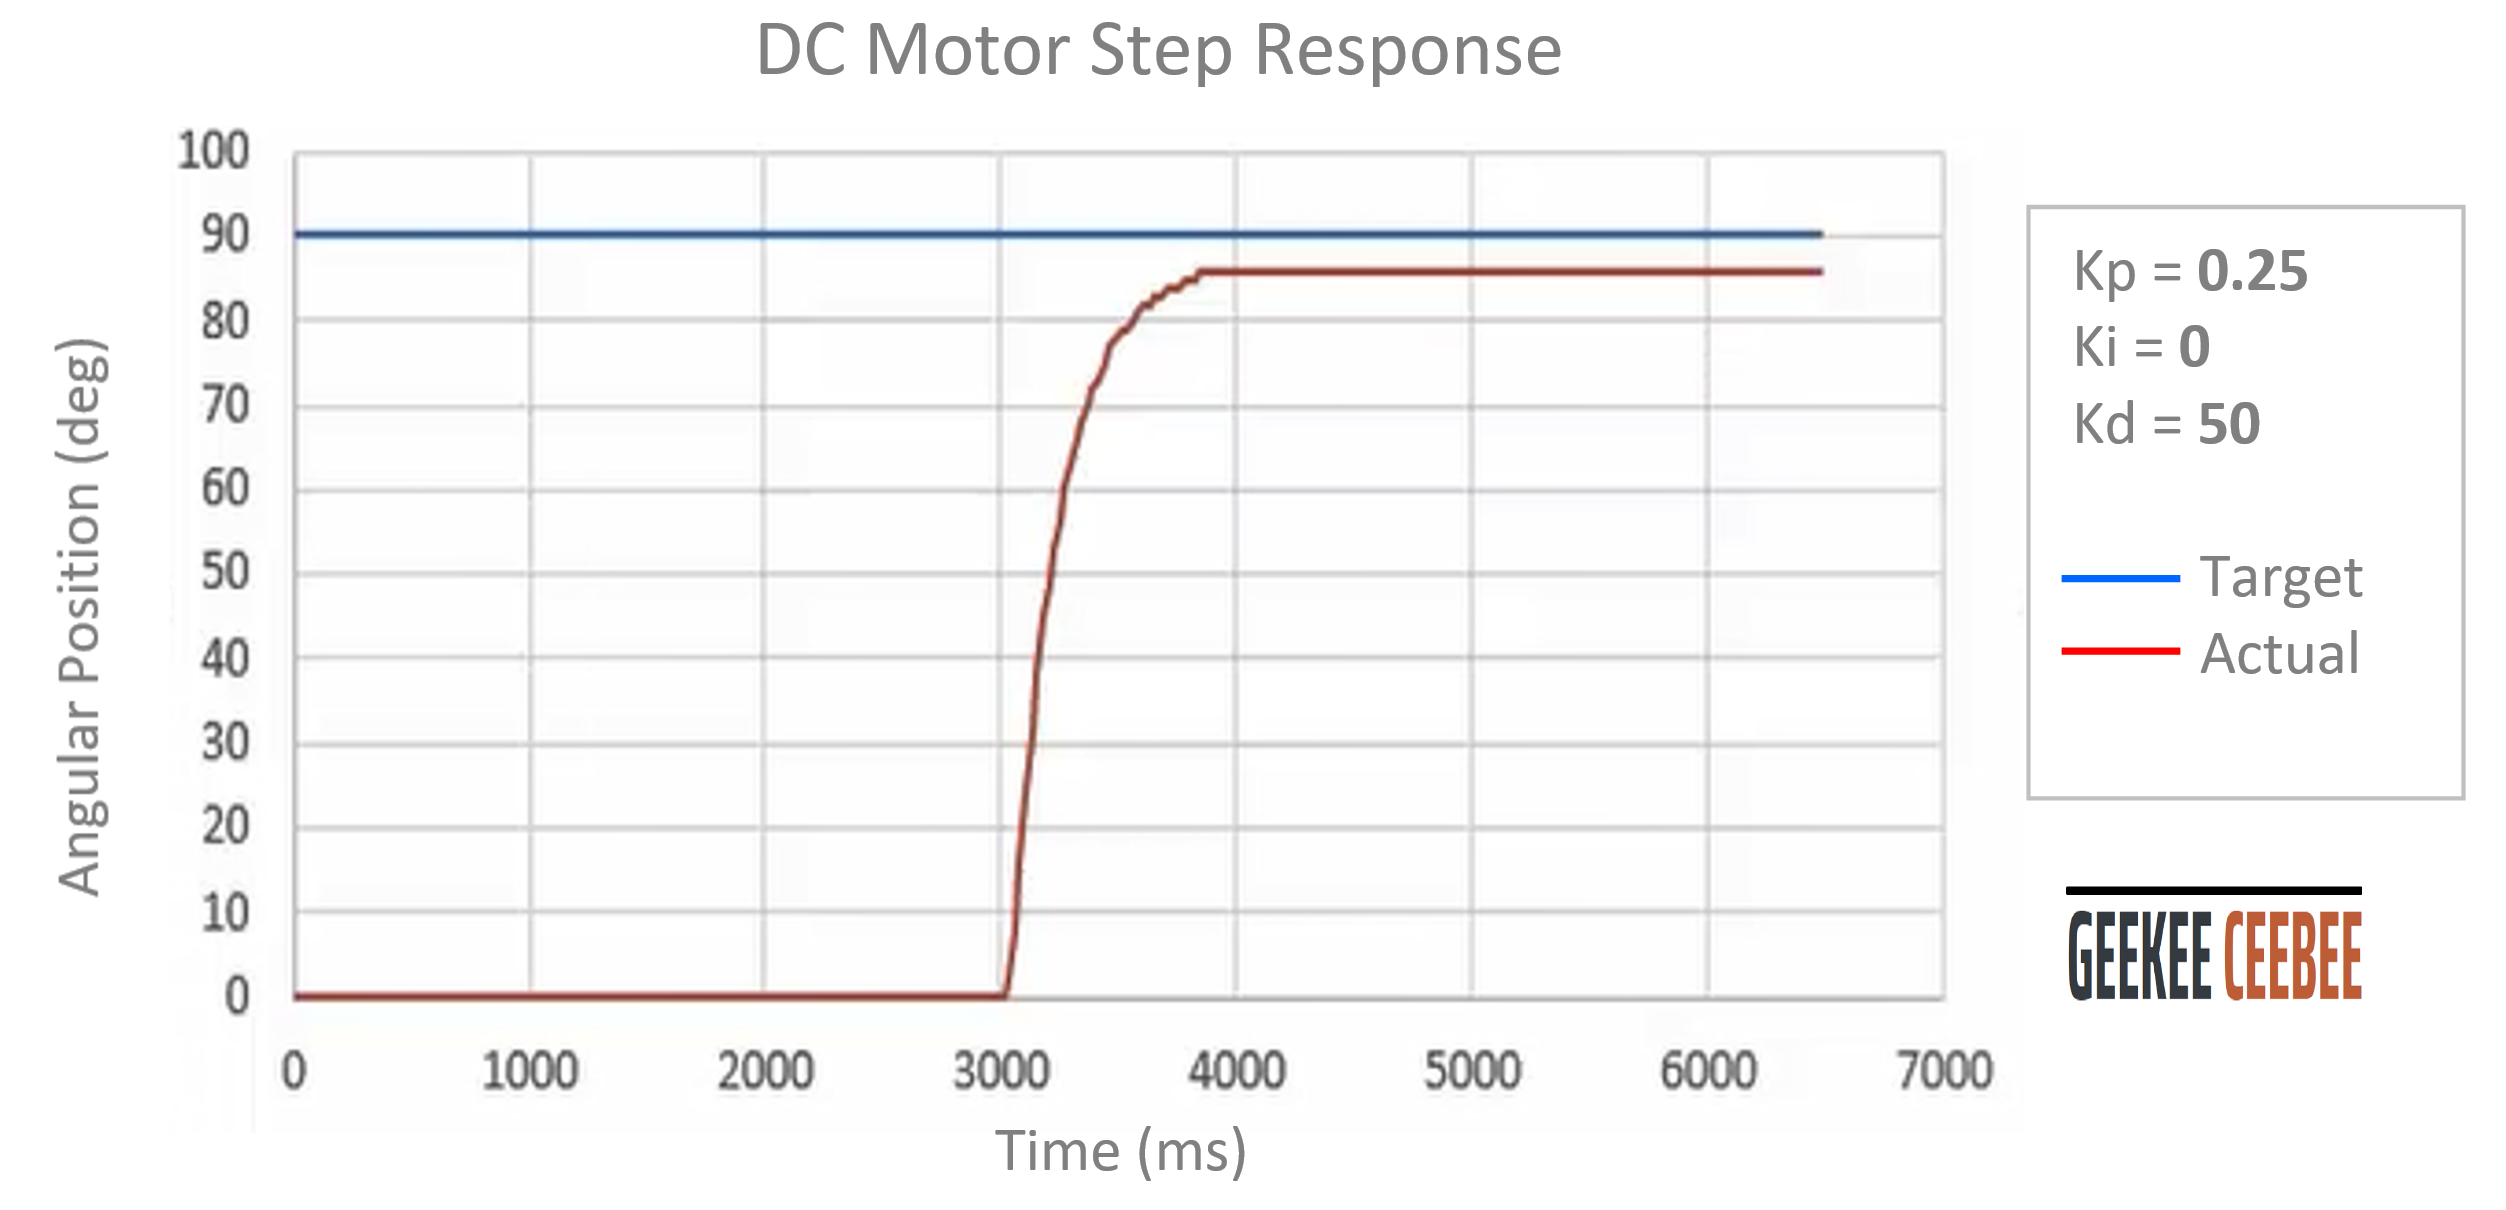 DC Motor Step Response
100
90
80
70
60
50
40
30
20
10
0
Angular Position (deg)
0 1000 2000 3000 4000 5000 6000 7000
Time (ms)
Kp = 0.25
Ki = 0
Kd = 50
Target
Actual
GEEKEE CEEBEE